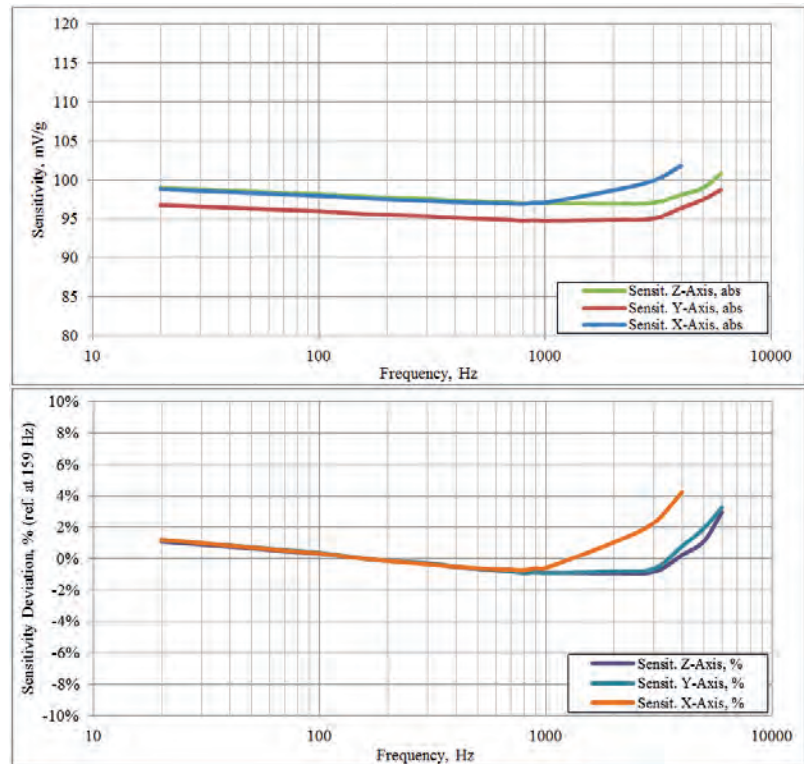 120
115
110
105
100
95
90
85
80
Sensitivity, mV/g
Sensit. Z-Axis, abs
Sensit. Y-Axis, abs
Sensit. X-Axis, abs
10 100 1000 10000
Frequency, Hz
10%
8%
6%
4%
2%
0%
-2%
-4%
-6%
-8%
-10%
Sensitivity Deviation, % (ref. at 159 Hz)
Sensit. Z-Axis, %
Sensit. Y-Axis, %
Sensit. X-Axis, %
10 100 1000 10000
Frequency, Hz